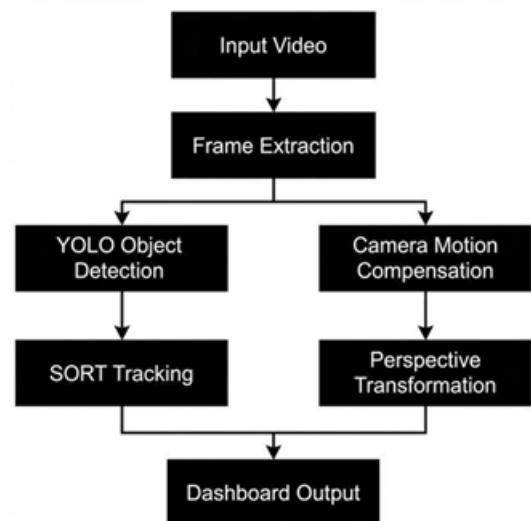 Input Video
Frame Extraction
YOLO Object
Detection
Camera Motion
Compensation
SORT Tracking
Perspective
Transformation
Dashboard Output